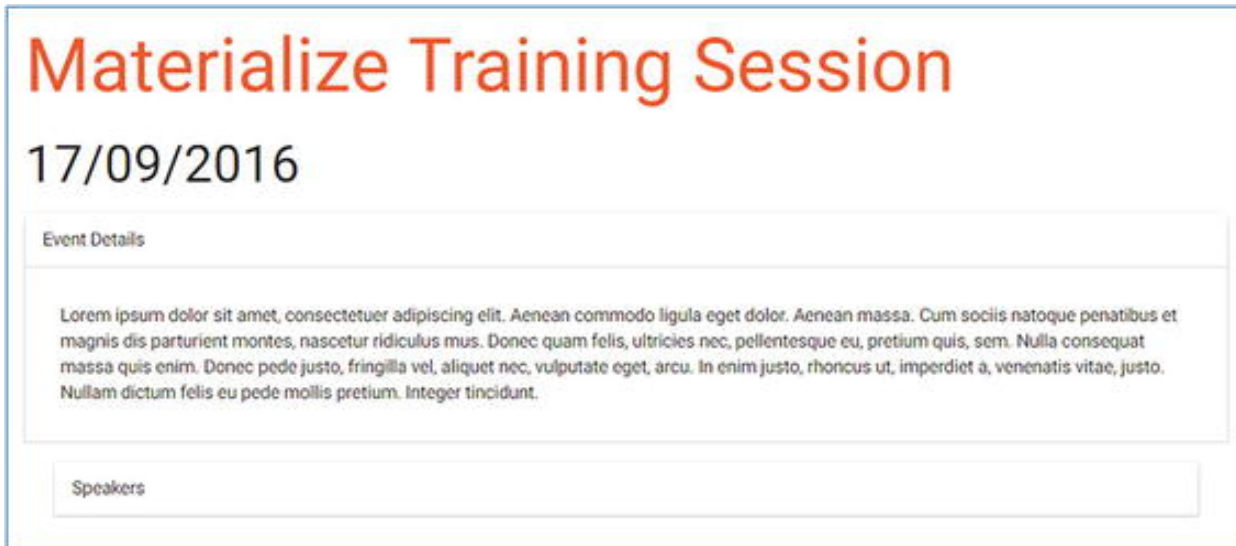 Materialize Training Session
17/09/2016
Event Details
Lorem ipsum dolor sit amet, consectetuer adipiscing elit. Aenean commodo ligula eget dolor. Aenean massa. Cum sociis natoque penatibus et
magnis dis parturient montes, nascetur ridiculus mus. Donec quam felis, ultricies nec, pellentesque eu, pretium quis, sem. Nulla consequat
massa quis enim. Donec pede justo, fringilla vel, aliquet nec, vulputate eget, arcu. In enim justo, rhoncus ut, imperdiet a, venenatis vitae, justo.
Nullam dictum felis eu pede mollis pretium. Integer tincidunt.
Speakers